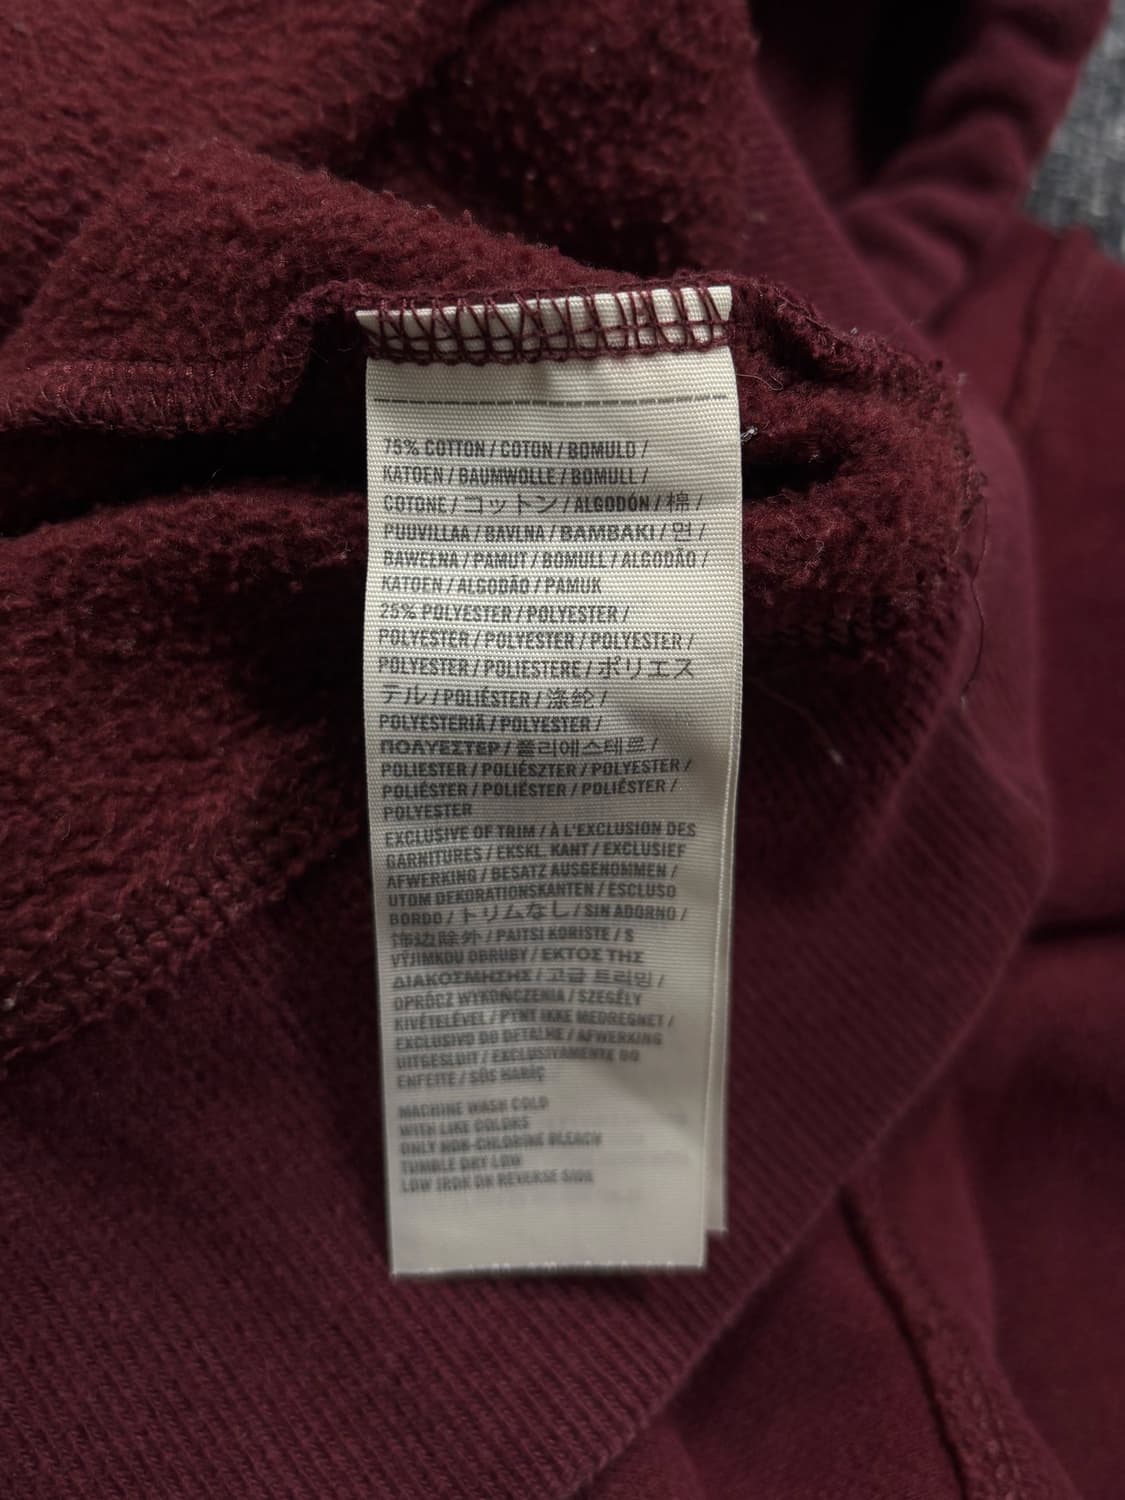 75% COTTON / COTON / BOMULD /
KATOEN / BAUMWOLLE / BOMULL /
COTONE / コットン / ALGODÓN / 棉 /
PUUVILLAA / BAVLNA / BAMBAKI / 면 /
BAWEŁNA / PAMUT / BOMULL / ALGODÃO /
KATOEN / ALGODÃO / PAMUK
25% POLYESTER / POLYESTER /
POLYESTER / POLYESTER / POLYESTER /
POLYESTER / POLIESTERE / ポリエス
テル / POLIÉSTER / 涤纶 /
POLYESTERIÄ / POLYESTER /
ΠΟΛΥΕΣΤΕΡ / 폴리에스테르 /
POLIESTER / POLIÉSZTER / POLYESTER /
POLIÉSTER / POLIÉSTER / POLIÉSTER /
POLYESTER
EXCLUSIVE OF TRIM / À L'EXCLUSION DES
GARNITURES / EKSKL. KANT / EXCLUSIEF
AFWERKING / BESATZ AUSGENOMMEN /
UTOM DEKORATIONSKANTEN / ESCLUSO
BORDO / トリムなし / SIN ADORNO /
饰边除外 / PAITSI KORISTE / S
VÝJIMKOU OBRUBY / ΕΚΤΟΣ ΤΗΣ
ΔΙΑΚΟΣΜΗΣΗΣ / 고급 트리밍 /
OPRÓCZ WYKOŃCZENIA / SZEGÉLY
KIVÉTELÉVEL / PYNT IKKE MEDREGNET /
EXCLUSIVO DO DETALHE / AFWERKING
UITGESLUIT / EXCLUSIVAMENTE DO
ENFEITE / SÜS HARİÇ
MACHINE WASH COLD
WITH LIKE COLORS
ONLY NON-CHLORINE BLEACH
TUMBLE DRY LOW
LOW IRON ON REVERSE SIDE